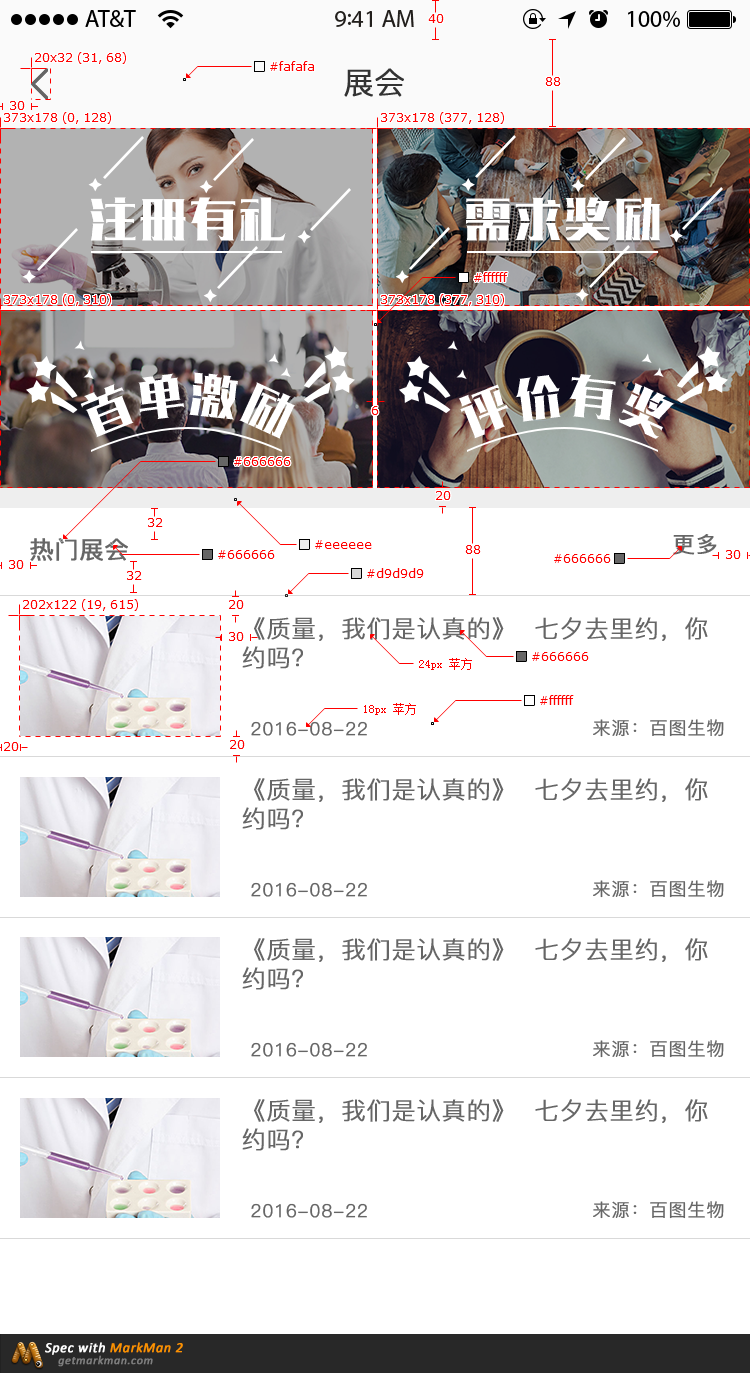 AT&T 9:41 AM 100%
40
20x32 (31, 68)
#fafafa
展会
88
30
373x178 (0, 128)
373x178 (377, 128)
注册有礼
需求奖励
#ffffff
373x178 (0, 310)
373x178 (377, 310)
首单激励
评价有奖
6
#666666
20
32
热门展会
#666666
#eeeeee
88
#666666
更多
30
30
32
#d9d9d9
202x122 (19, 615)
20
30
《质量，我们是认真的》 七夕去里约，你
约吗？
#666666
24px 苹方
18px 苹方
#ffffff
2016-08-22
来源：百图生物
20
20
《质量，我们是认真的》 七夕去里约，你
约吗？
2016-08-22
来源：百图生物
《质量，我们是认真的》 七夕去里约，你
约吗？
2016-08-22
来源：百图生物
《质量，我们是认真的》 七夕去里约，你
约吗？
2016-08-22
来源：百图生物
Spec with MarkMan 2
getmarkman.com